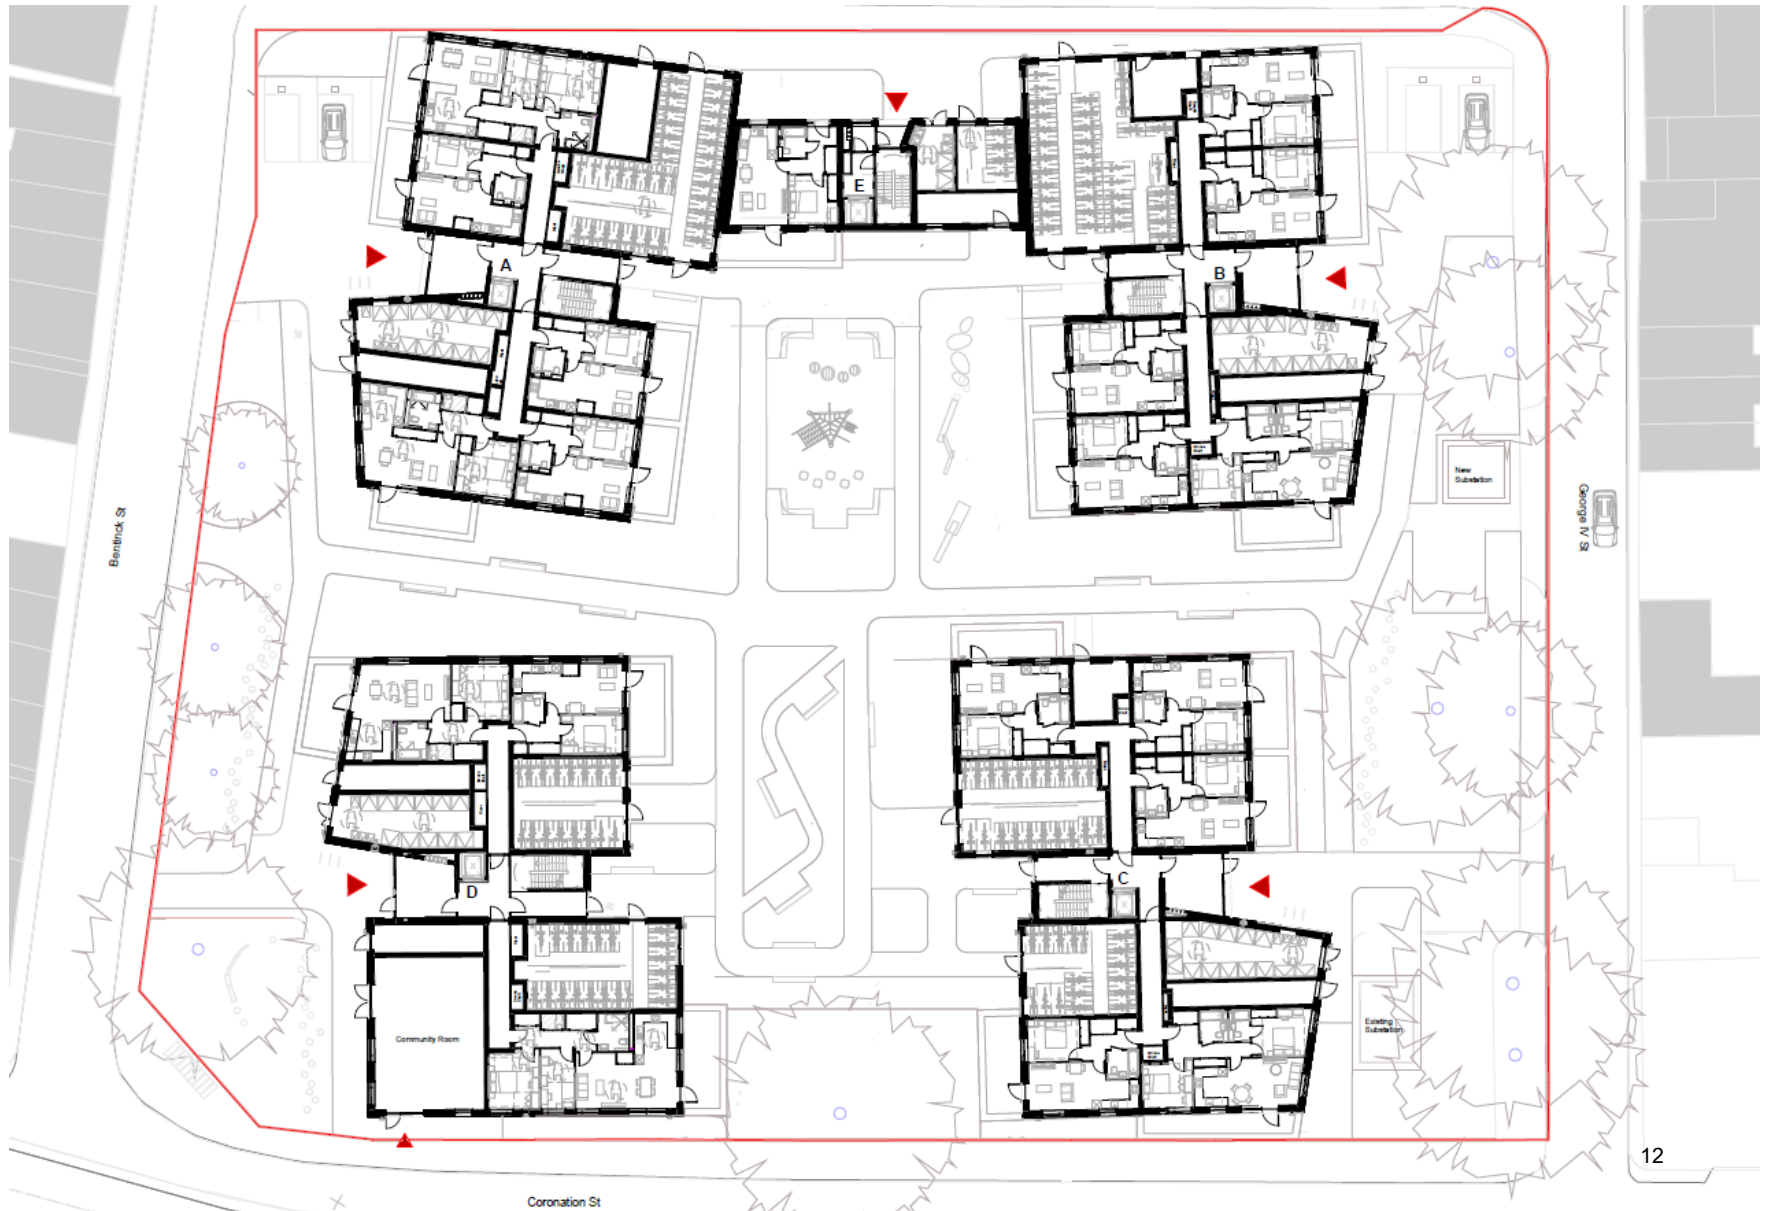 E
A
B
New
Substation
Bentinck St
George IV St
D
C
Community Room
Existing
Substation
12
Coronation St